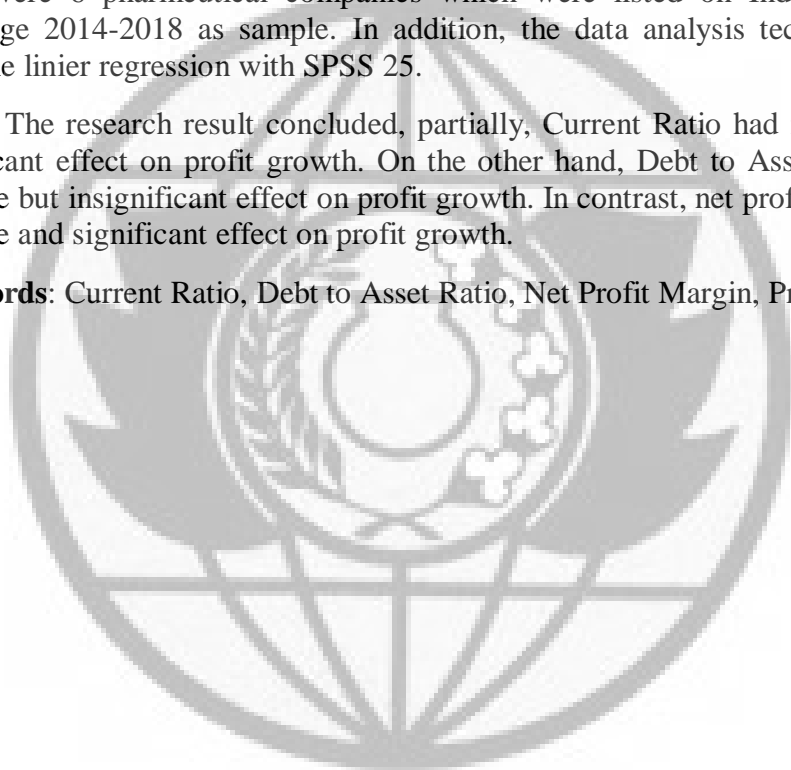 were 8 pharmaceutical companies which were listed on Ind
ge 2014-2018 as sample. In addition, the data analysis tec
e linier regression with SPSS 25.
The research result concluded, partially, Current Ratio had
cant effect on profit growth. On the other hand, Debt to Ass
e but insignificant effect on profit growth. In contrast, net prof
e and significant effect on profit growth.
ords: Current Ratio, Debt to Asset Ratio, Net Profit Margin, Pr